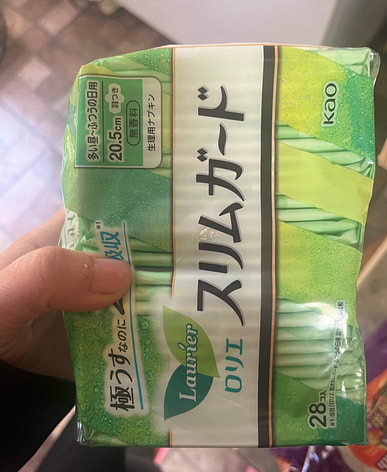 kao
多い昼~ふつうの日用
20.5cm 羽つき
無香料
生理用ナプキン
スリムガード
Laurier
ロリエ
極うすなのに
吸収
28コ入